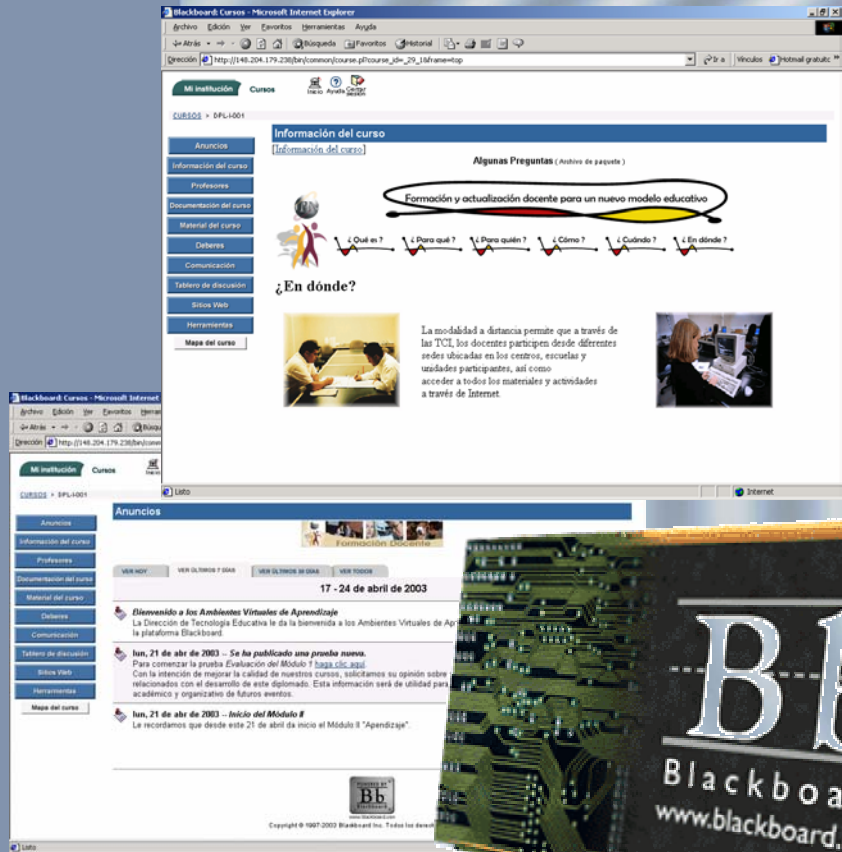 Blackboard: Cursos - Microsoft Internet Explorer
Archivo Edición Ver Favoritos Herramientas Ayuda
Atrás Búsqueda Favoritos Historial
Dirección http://148.204.179.238/bin/common/course.pl?course_id=_29_1&frame=top Ir a Vínculos Hotmail gratuito »
Mi institución Cursos Inicio Ayuda Cerrar sesión
CURSOS > DPL-I-001
Información del curso
[Información del curso]
Algunas Preguntas ( Archivo de paquete )
Formación y actualización docente para un nuevo modelo educativo
¿ Qué es ? ¿ Para qué ? ¿ Para quién ? ¿ Cómo ? ¿ Cuándo ? ¿ En dónde ?
Anuncios
Información del curso
Profesores
Documentación del curso
Material del curso
Deberes
Comunicación
Tablero de discusión
Sitios Web
Herramientas
Mapa del curso
¿En dónde?
La modalidad a distancia permite que a través de
las TCI, los docentes participen desde diferentes
sedes ubicadas en los centros, escuelas y
unidades participantes, así como
acceder a todos los materiales y actividades
a través de Internet.
Listo Internet
Blackboard: Cursos - Microsoft Internet
Archivo Edición Ver Favoritos
Atrás
Dirección http://148.204.179.238/bin/comm
Mi institución Cursos
CURSOS > DPL-I-001
Anuncios
Información del curso
Profesores
Documentación del curso
Material del curso
Deberes
Comunicación
Tablero de discusión
Sitios Web
Herramientas
Mapa del curso
Anuncios
Formación Docente
VER HOY VER ÚLTIMOS 7 DÍAS VER ÚLTIMOS 30 DÍAS VER TODOS
17 - 24 de abril de 2003
Bienvenido a los Ambientes Virtuales de Aprendizaje
La Dirección de Tecnología Educativa le da la bienvenida a los Ambientes Virtuales de Ap
la plataforma Blackboard.
lun, 21 de abr de 2003 -- Se ha publicado una prueba nueva.
Para comenzar la prueba Evaluación del Módulo 1 haga clic aquí.
Con la intención de mejorar la calidad de nuestros cursos, solicitamos su opinión sobre
relacionados con el desarrollo de este diplomado. Esta información será de utilidad para
académico y organizativo de futuros eventos.
lun, 21 de abr de 2003 -- Inicio del Módulo II
Le recordamos que desde este 21 de abril da inicio el Módulo II "Apendizaje".
Bb
Blackboard
www.blackboard.com
Copyright © 1997-2003 Blackboard Inc. Todos los derech
Listo
Bb
Blackboa
www.blackboard.